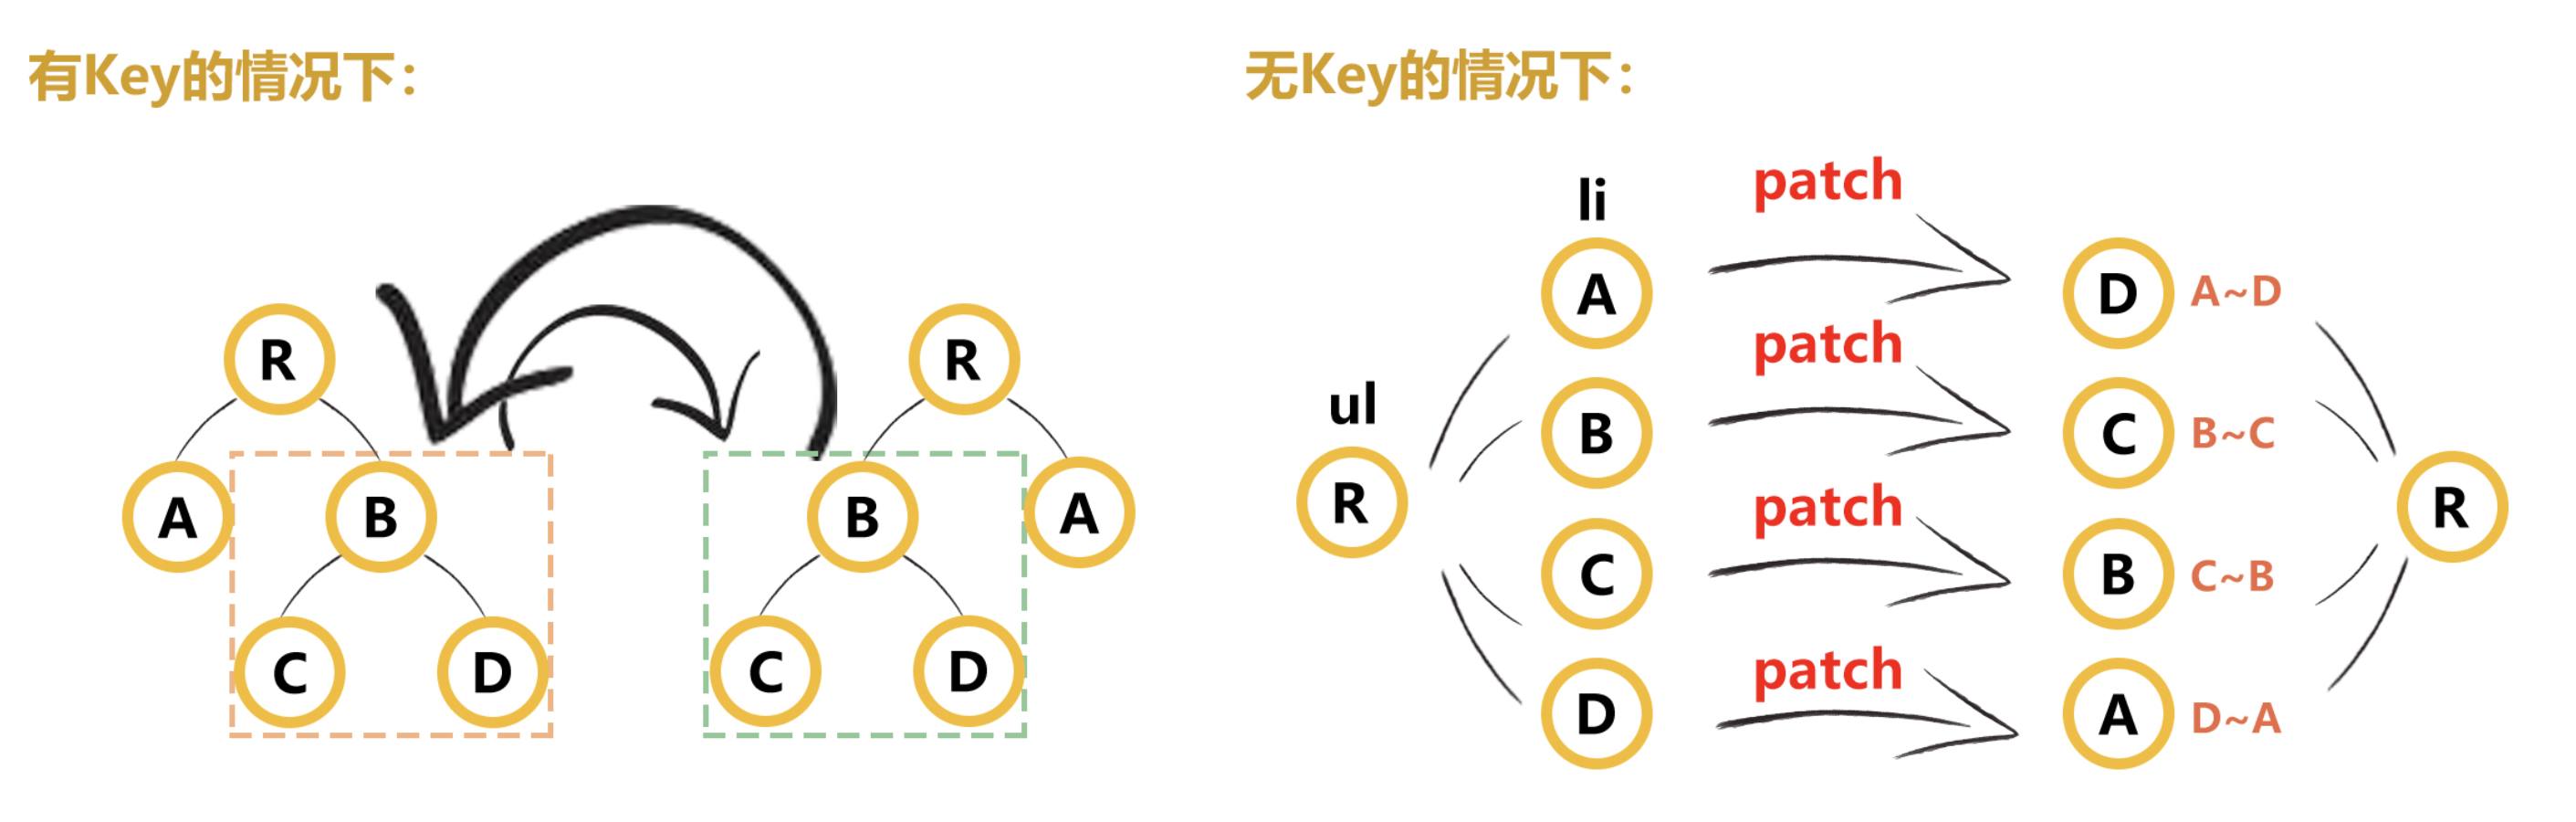 有Key的情况下：
R
A
B
C
D
R
B
A
C
D
无Key的情况下：
ul
R
li
A
patch
D
A~D
B
patch
C
B~C
C
patch
B
C~B
D
patch
A
D~A
R